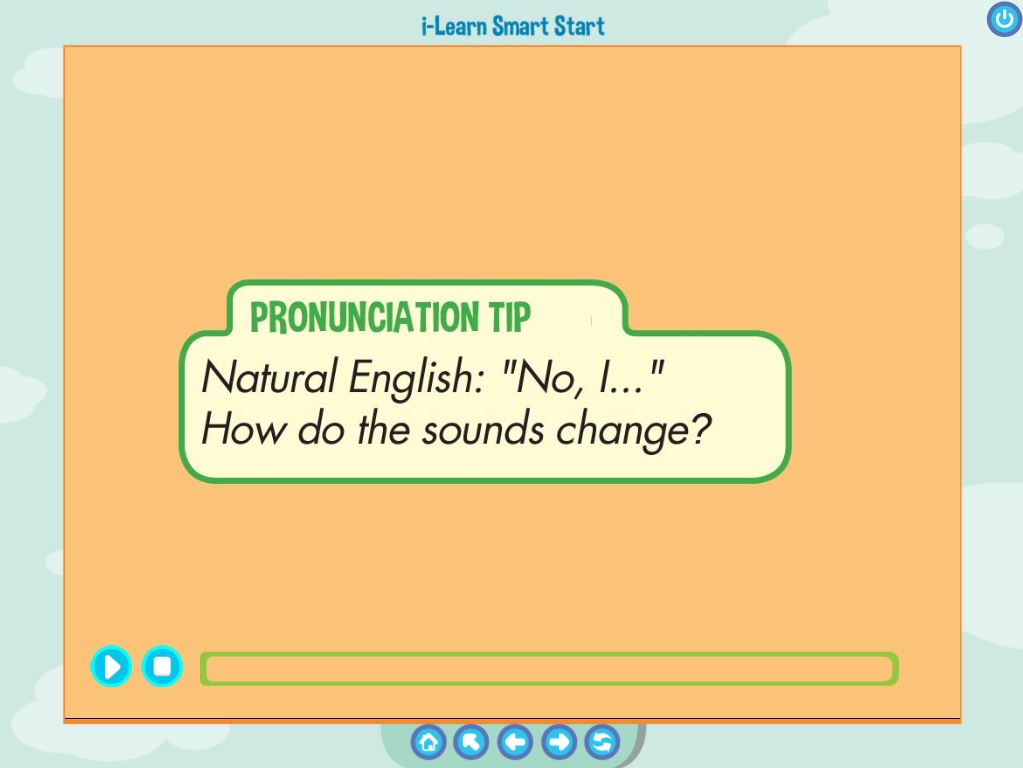 i-Learn Smart Start
PRONUNCIATION TIP
Natural English: "No, I..."
How do the sounds change?